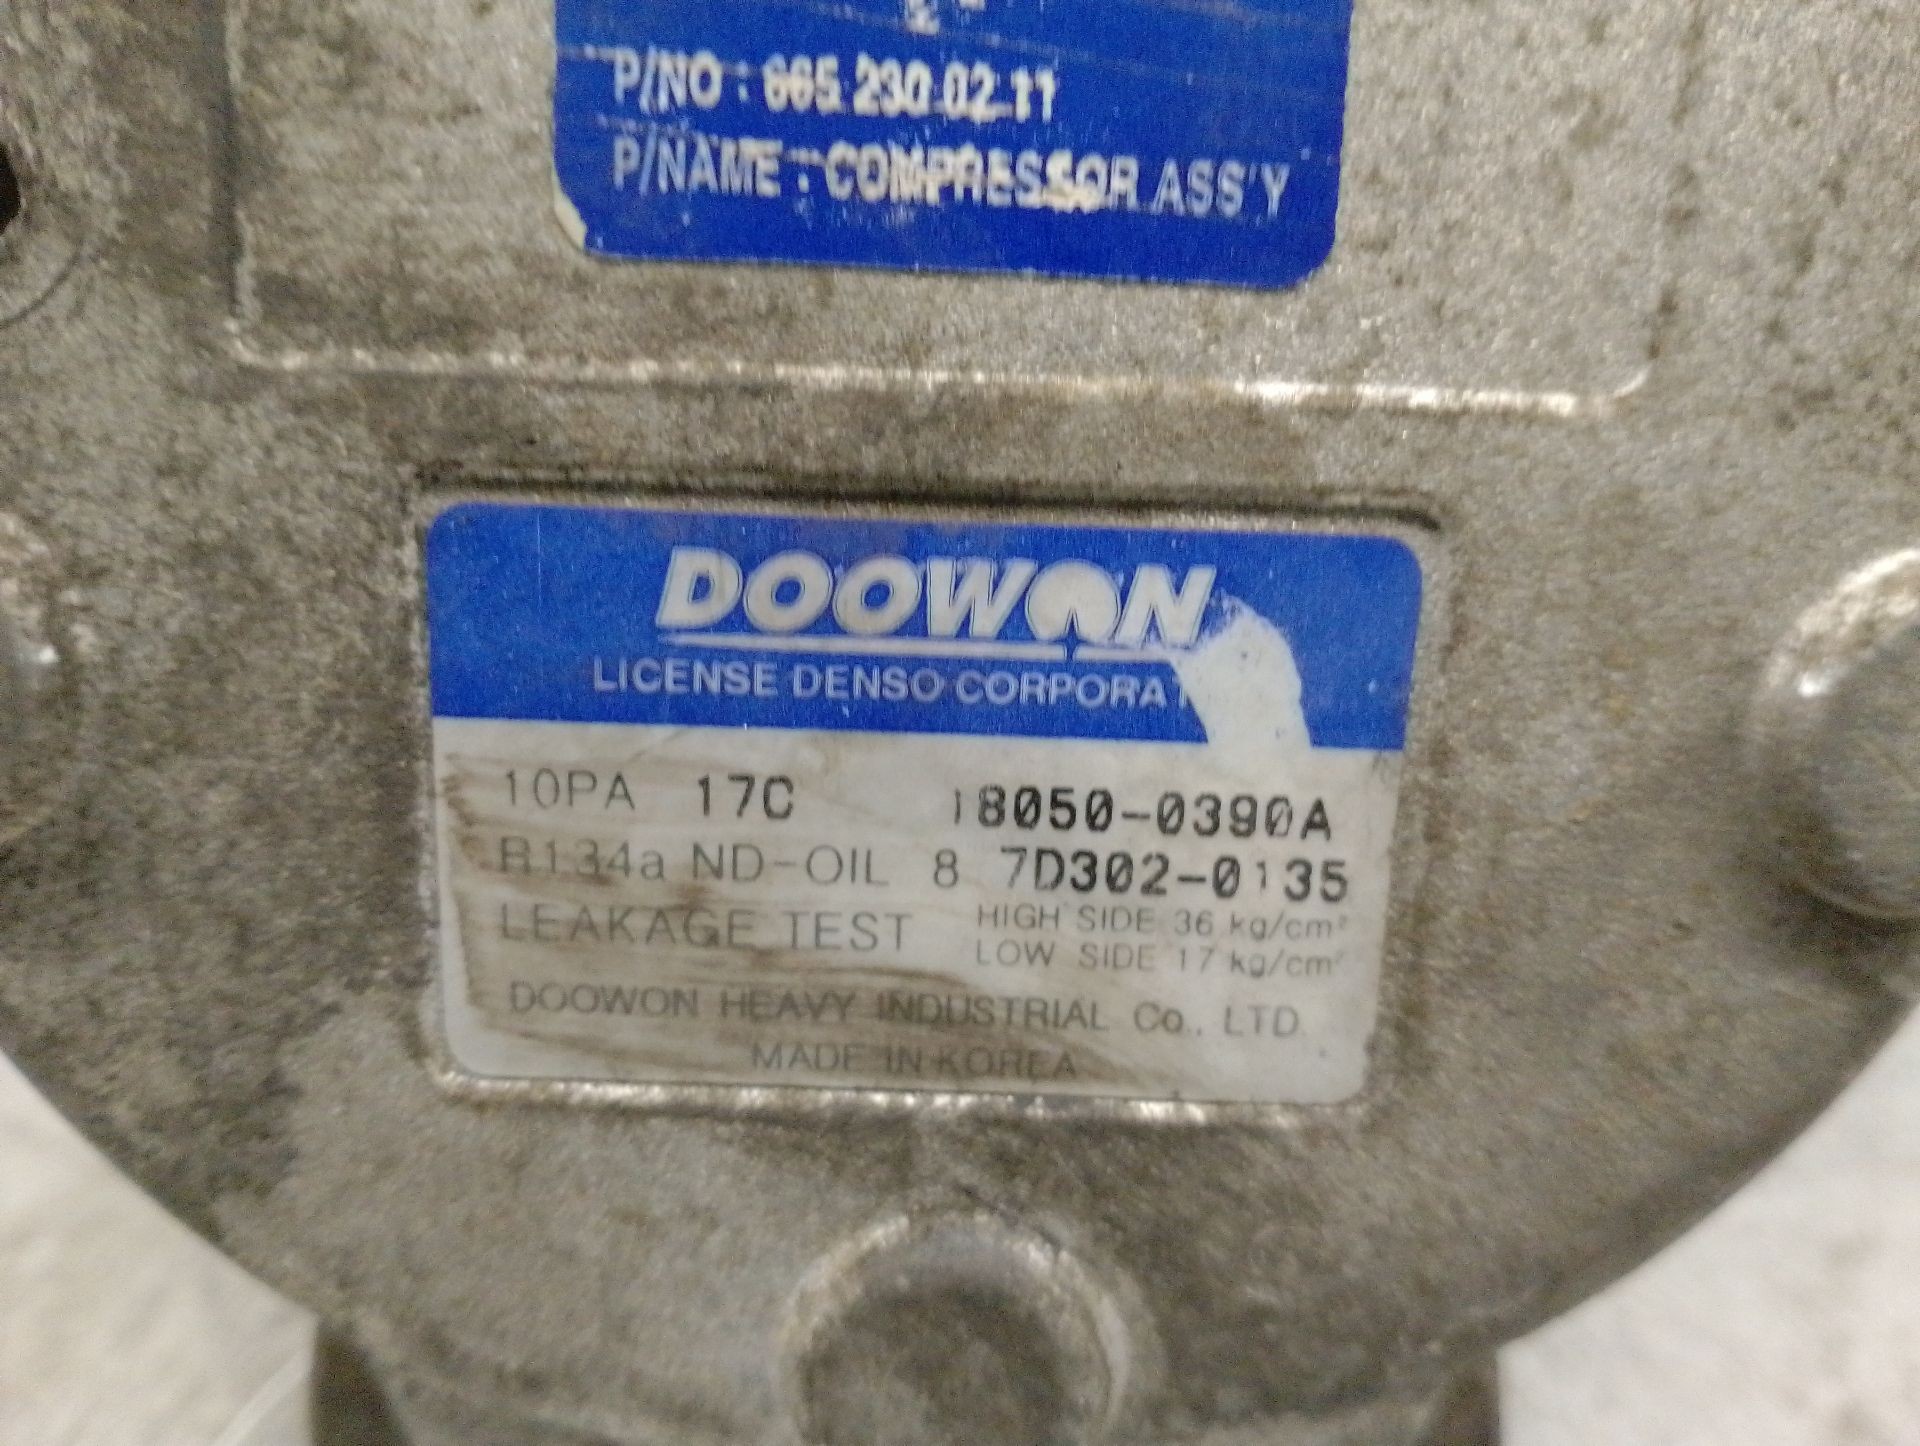 P/NO : 665 230 02 11
P/NAME : COMPRESSOR ASS'Y
DOOWON
LICENSE DENSO CORPORAT
10PA 17C 18050-0390A
R134a ND-OIL 8 7D302-0135
LEAKAGE TEST HIGH SIDE 36 kg/cm²
LOW SIDE 17 kg/cm²
DOOWON HEAVY INDUSTRIAL Co., LTD.
MADE IN KOREA